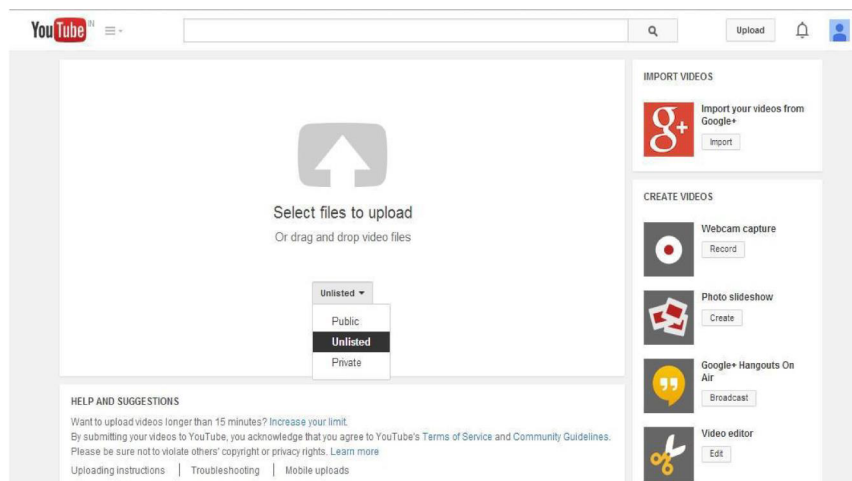 YouTube IN
Upload
Select files to upload
Or drag and drop video files
Unlisted
Public
Unlisted
Private
HELP AND SUGGESTIONS
Want to upload videos longer than 15 minutes? Increase your limit.
By submitting your videos to YouTube, you acknowledge that you agree to YouTube's Terms of Service and Community Guidelines.
Please be sure not to violate others' copyright or privacy rights. Learn more
Uploading instructions | Troubleshooting | Mobile uploads
IMPORT VIDEOS
g+
Import your videos from
Google+
Import
CREATE VIDEOS
Webcam capture
Record
Photo slideshow
Create
Google+ Hangouts On
Air
Broadcast
Video editor
Edit